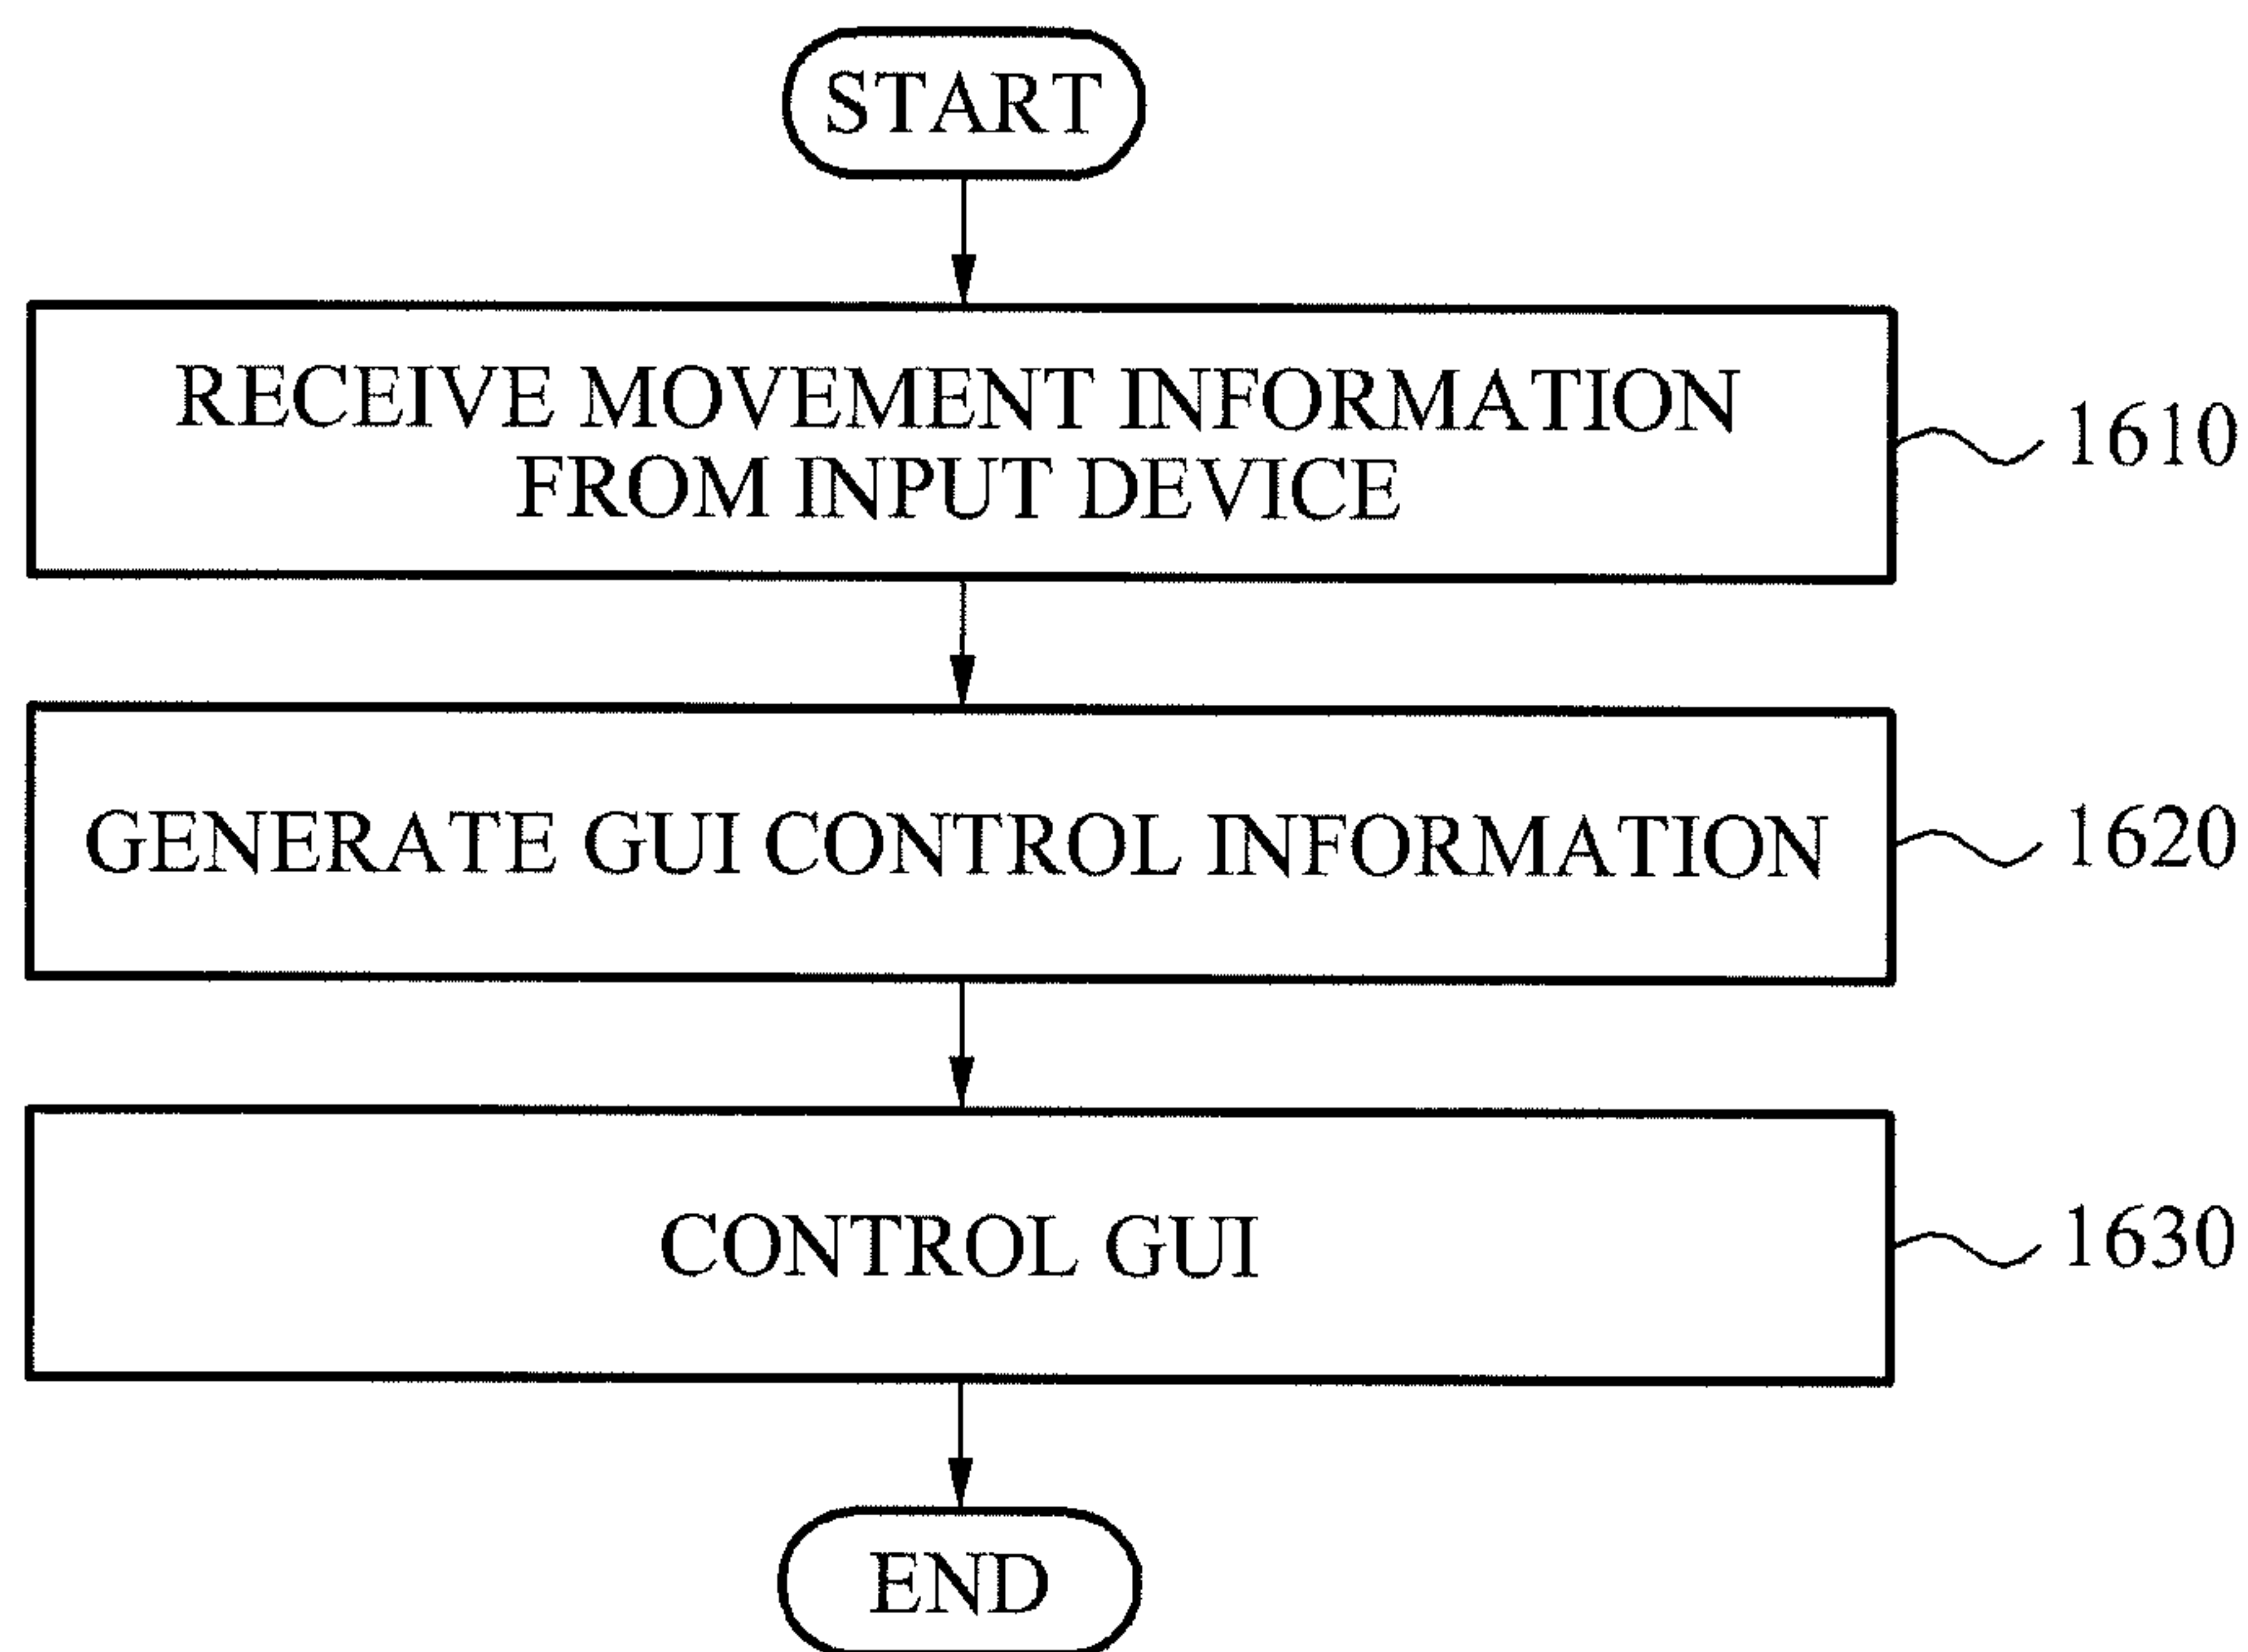 START
RECEIVE MOVEMENT INFORMATION
FROM INPUT DEVICE
1610
GENERATE GUI CONTROL INFORMATION
1620
CONTROL GUI
1630
END